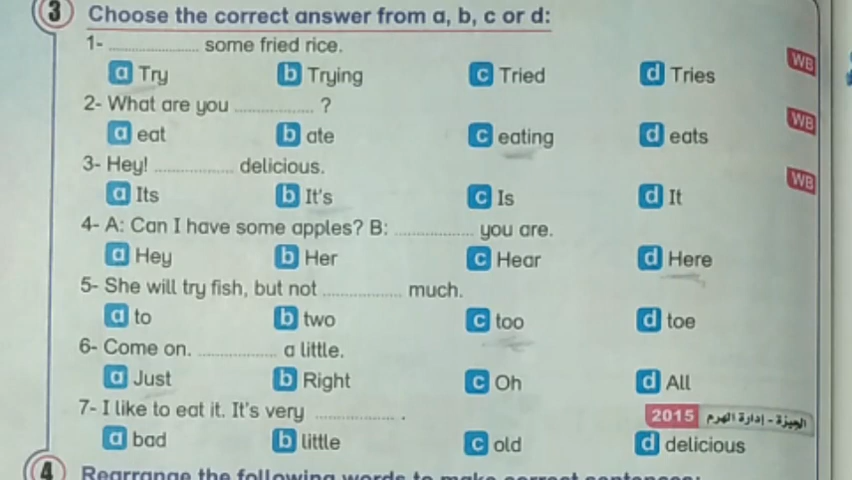 3 Choose the correct answer from a, b, c or d:
1- .................... some fried rice.
a Try b Trying c Tried d Tries WB
2- What are you .................. ?
a eat b ate c eating d eats WB
3- Hey! .................. delicious.
a Its b It's c Is d It WB
4- A: Can I have some apples? B: .................. you are.
a Hey b Her c Hear d Here
5- She will try fish, but not .................. much.
a to b two c too d toe
6- Come on. .................. a little.
a Just b Right c Oh d All
7- I like to eat it. It's very .................. . 2015 الجيزة - إدارة الهرم
a bad b little c old d delicious
4 Rearrange the following words to make correct sentences: